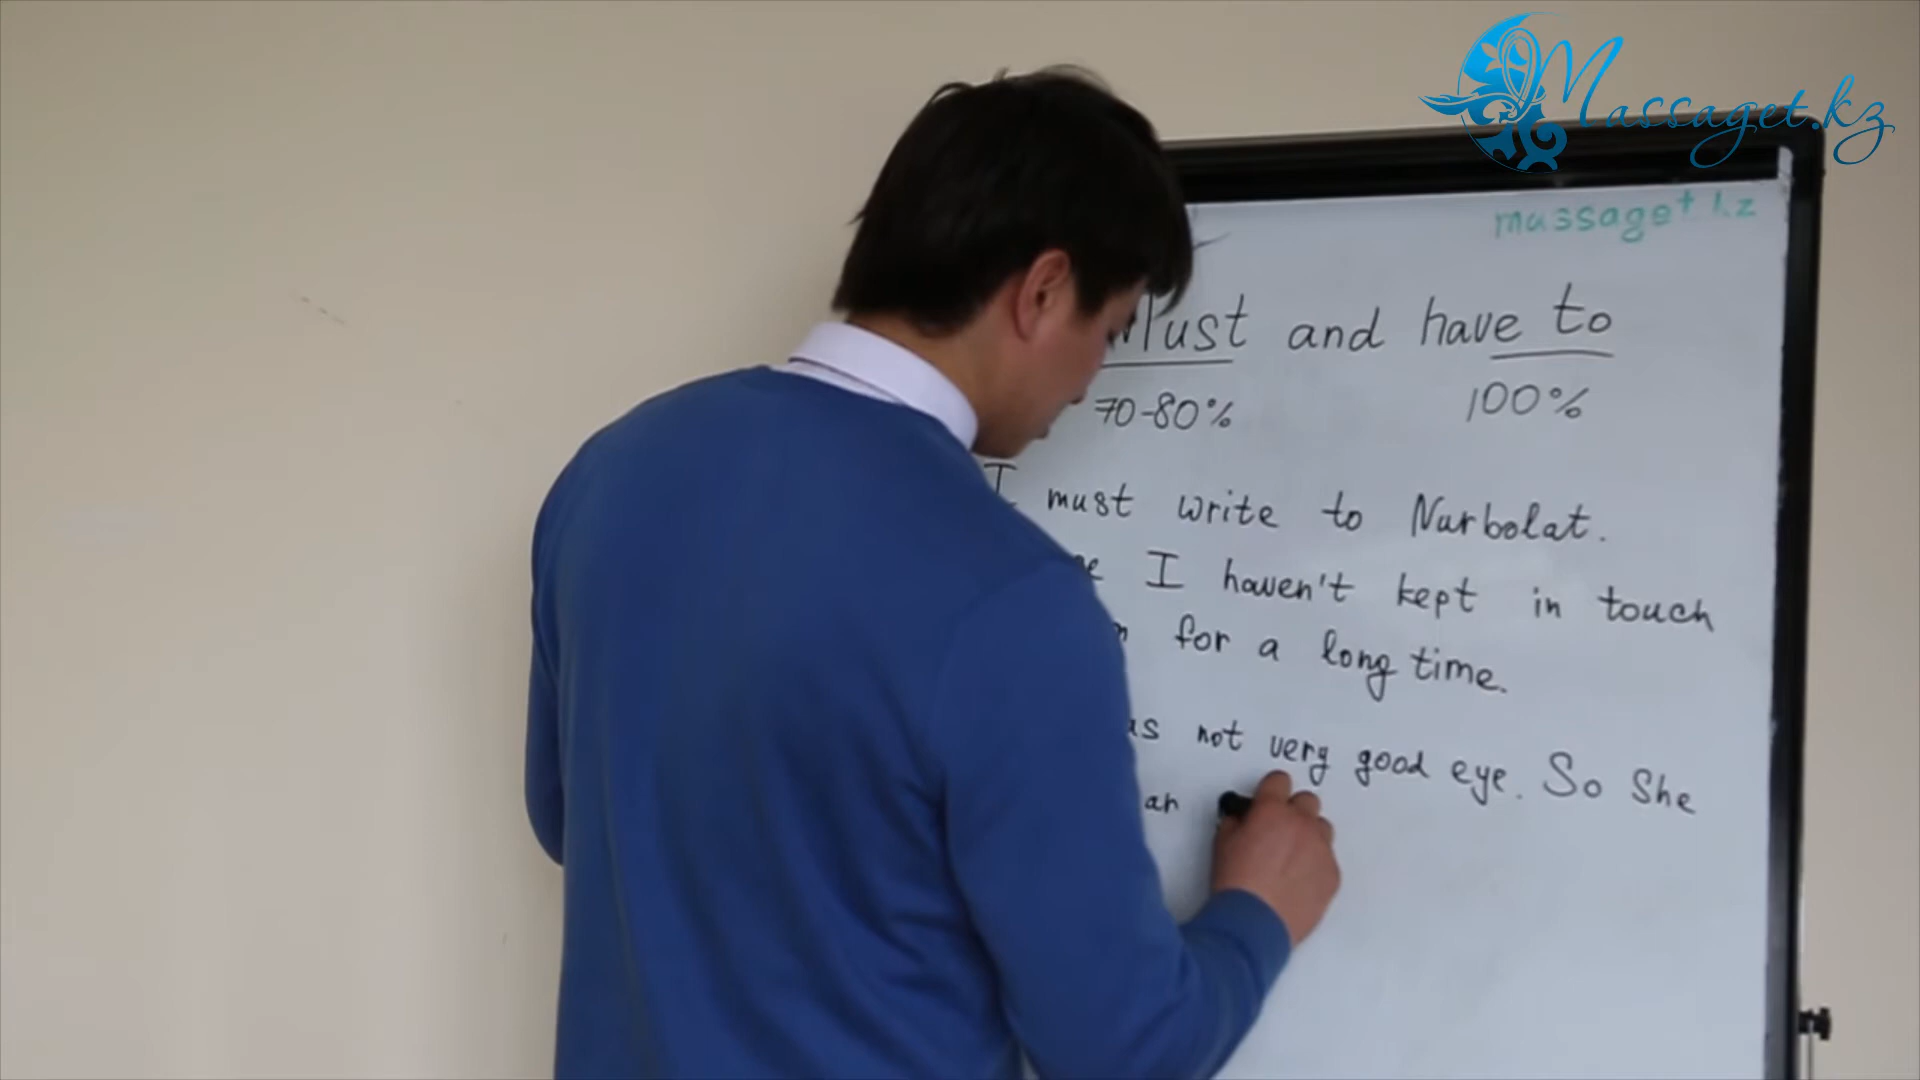 Massaget.kz
massaget kz
Must and have to
70-80% 100%
I must write to Nurbolat.
I haven't kept in touch
for a long time.
not very good eye. So She